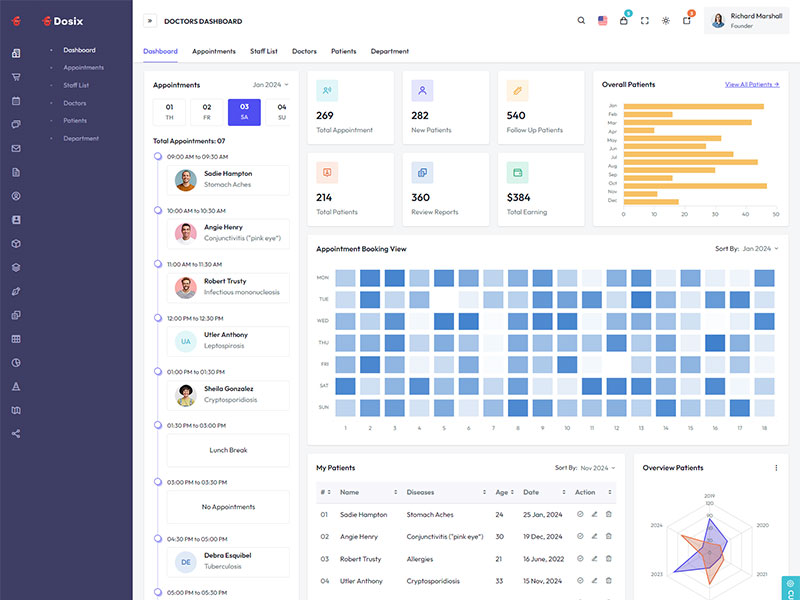 Dosix
DOCTORS DASHBOARD
Richard Marshall
Founder
Dashboard
Appointments
Staff List
Doctors
Patients
Department
Dashboard
Appointments
Staff List
Doctors
Patients
Department
Appointments
Jan 2024
01
TH
02
FR
03
SA
04
SU
Total Appointments: 07
09:00 AM to 09:30 AM
Sadie Hampton
Stomach Aches
10:00 AM to 10:30 AM
Angie Henry
Conjunctivitis ("pink eye")
11:00 AM to 11:30 AM
Robert Trusty
Infectious mononucleosis
12:00 PM to 12:30 PM
UA
Utler Anthony
Leptospirosis
01:00 PM to 01:30 PM
Sheila Gonzalez
Cryptosporidiosis
01:30 PM to 03:00 PM
Lunch Break
03:00 PM to 03:30 PM
No Appointments
04:30 PM to 05:00 PM
DE
Debra Esquibel
Tuberculosis
05:00 PM to 05:30 PM
269
Total Appointment
282
New Patients
540
Follow Up Patients
214
Total Patients
360
Review Reports
$384
Total Earning
Overall Patients
View All Patients
Jan
Feb
Mar
Apr
May
Jun
Jul
Aug
Sep
Oct
Nov
Dec
0 10 20 30 40 50
Appointment Booking View
Sort By: Jan 2024
MON
TUE
WED
THU
FRI
SAT
SUN
1 2 3 4 5 6 7 8 9 10 11 12 13 14 15 16 17 18
My Patients
Sort By: Nov 2024
# Name Diseases Age Date Action
01 Sadie Hampton Stomach Aches 24 25 Jan, 2024
02 Angie Henry Conjunctivitis ("pink eye") 30 19 Dec, 2024
03 Robert Trusty Allergies 21 16 June, 2022
04 Utler Anthony Cryptosporidiosis 33 15 Nov, 2024
Overview Patients
2019
120
90
2024
2020
2023
2021